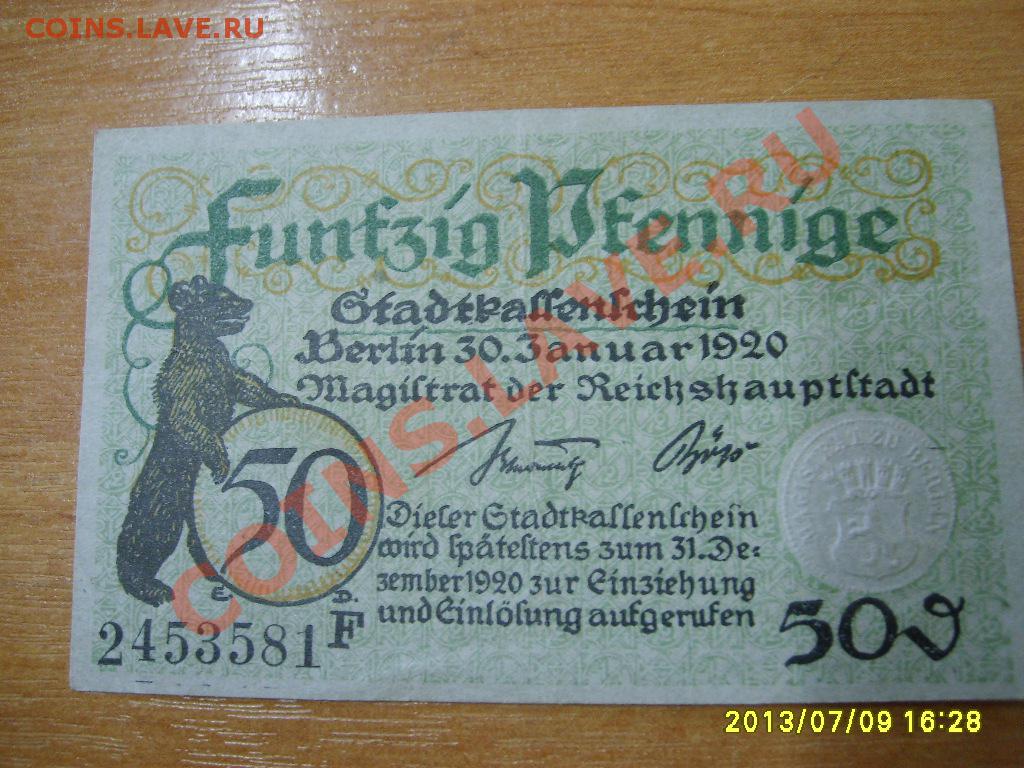 COINS.LAVE.RU
Funfzig Pfennige
Stadtkassenschein
Berlin 30. Januar 1920
Magistrat der Reichshauptstadt
50
Dieser Stadtkassenschein
wird spätestens zum 31. De=
zember 1920 zur Einziehung
und Einlösung aufgerufen
E. D.
2453581 F
50₰
COINS.LAVE.RU
2013/07/09 16:28